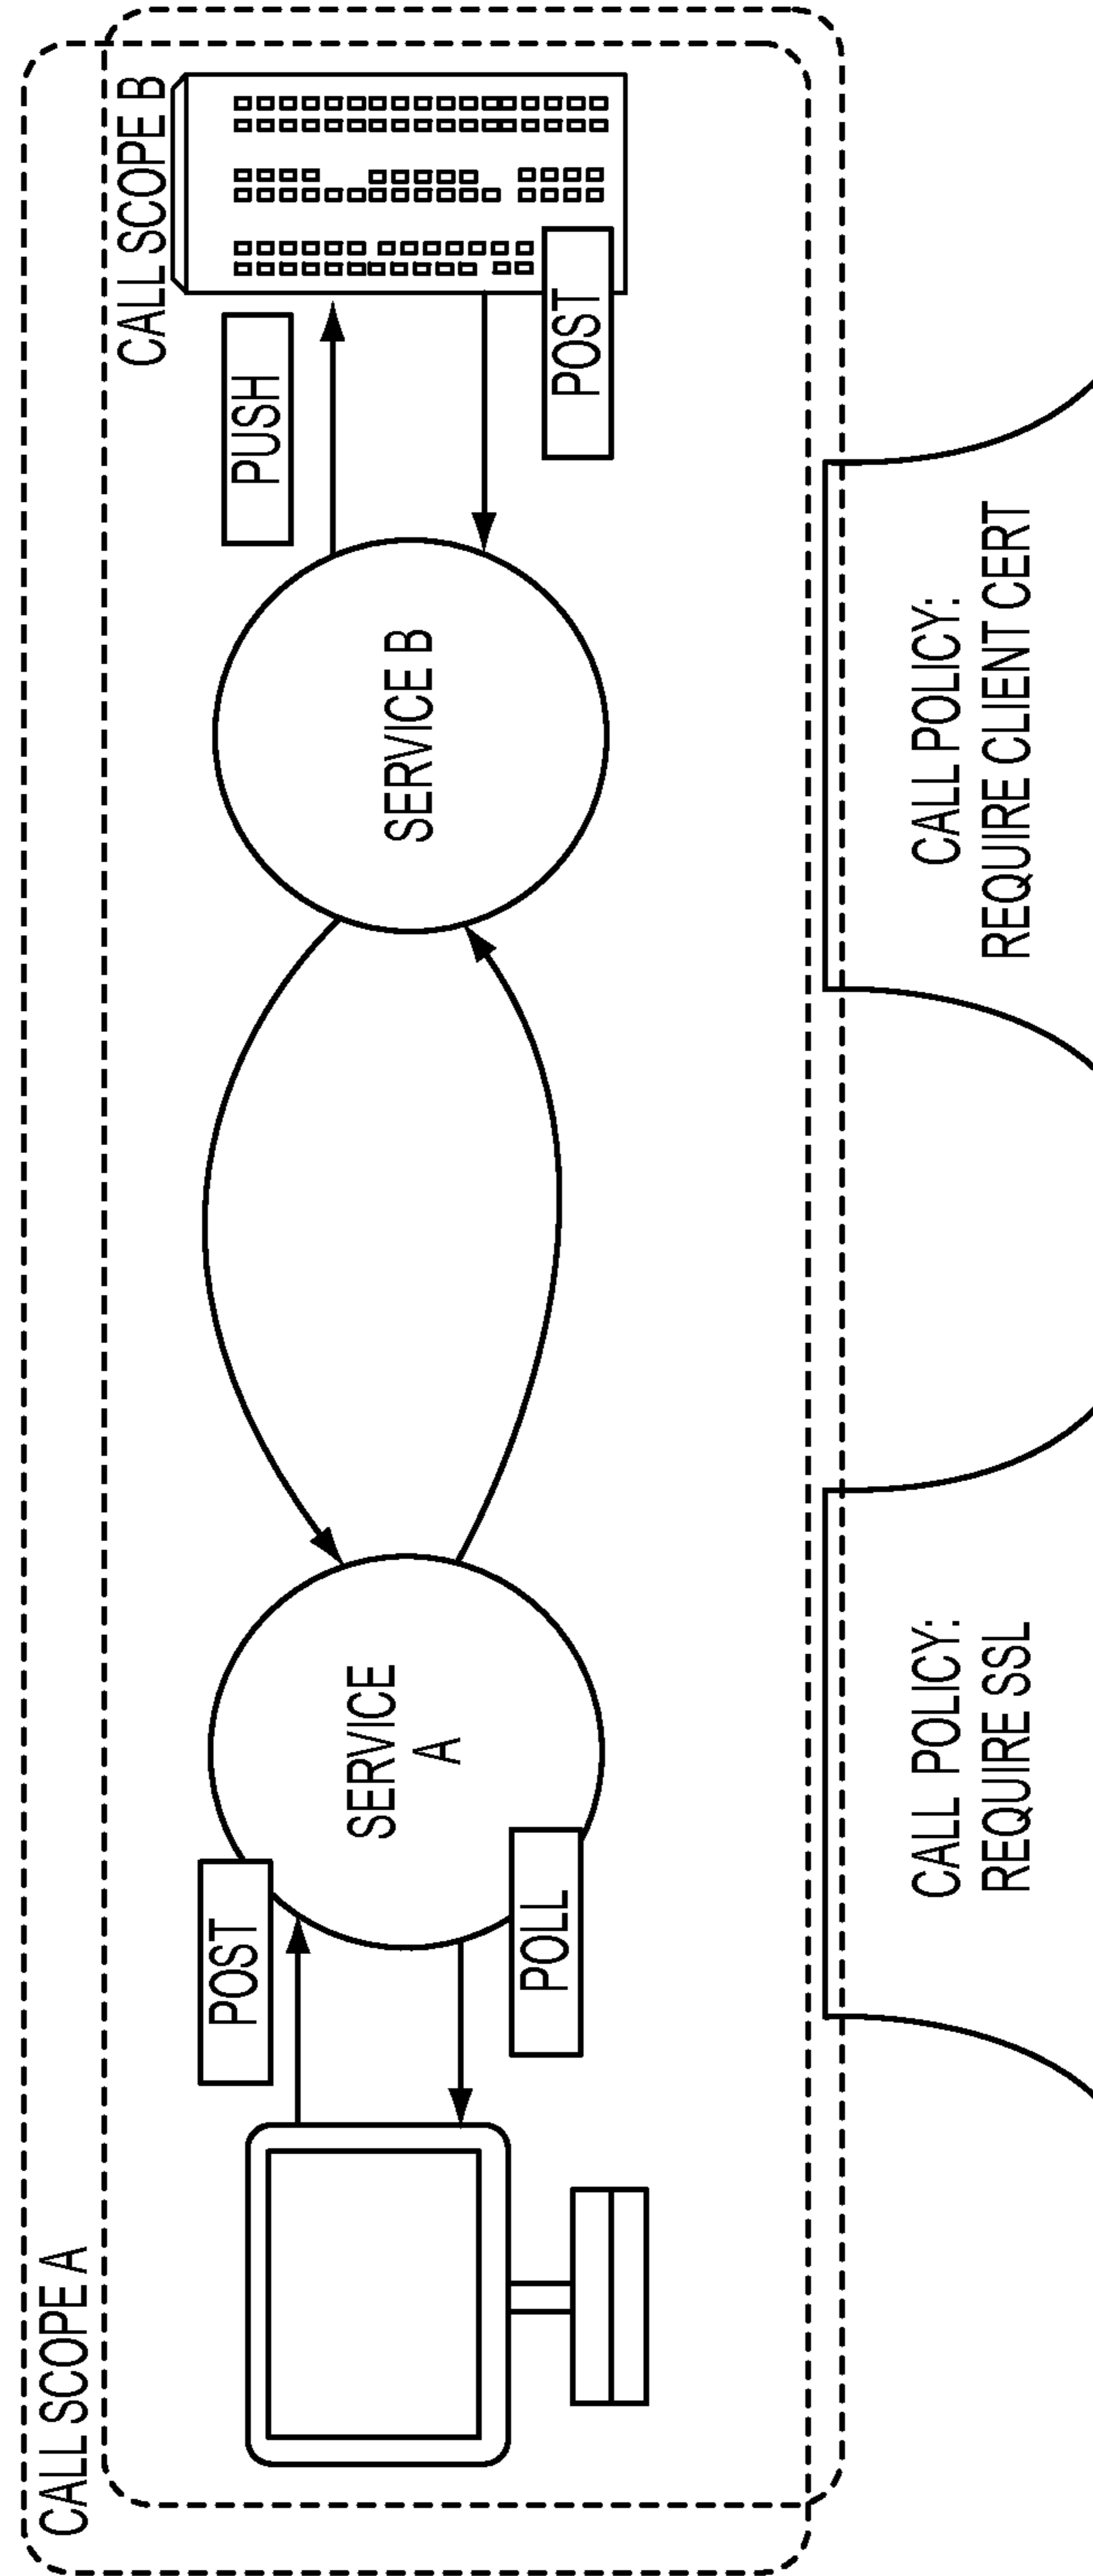 CALL SCOPE A
CALL SCOPE B
POST
SERVICE
A
POLL
SERVICE B
PUSH
POST
CALL POLICY:
REQUIRE SSL
CALL POLICY:
REQUIRE CLIENT CERT